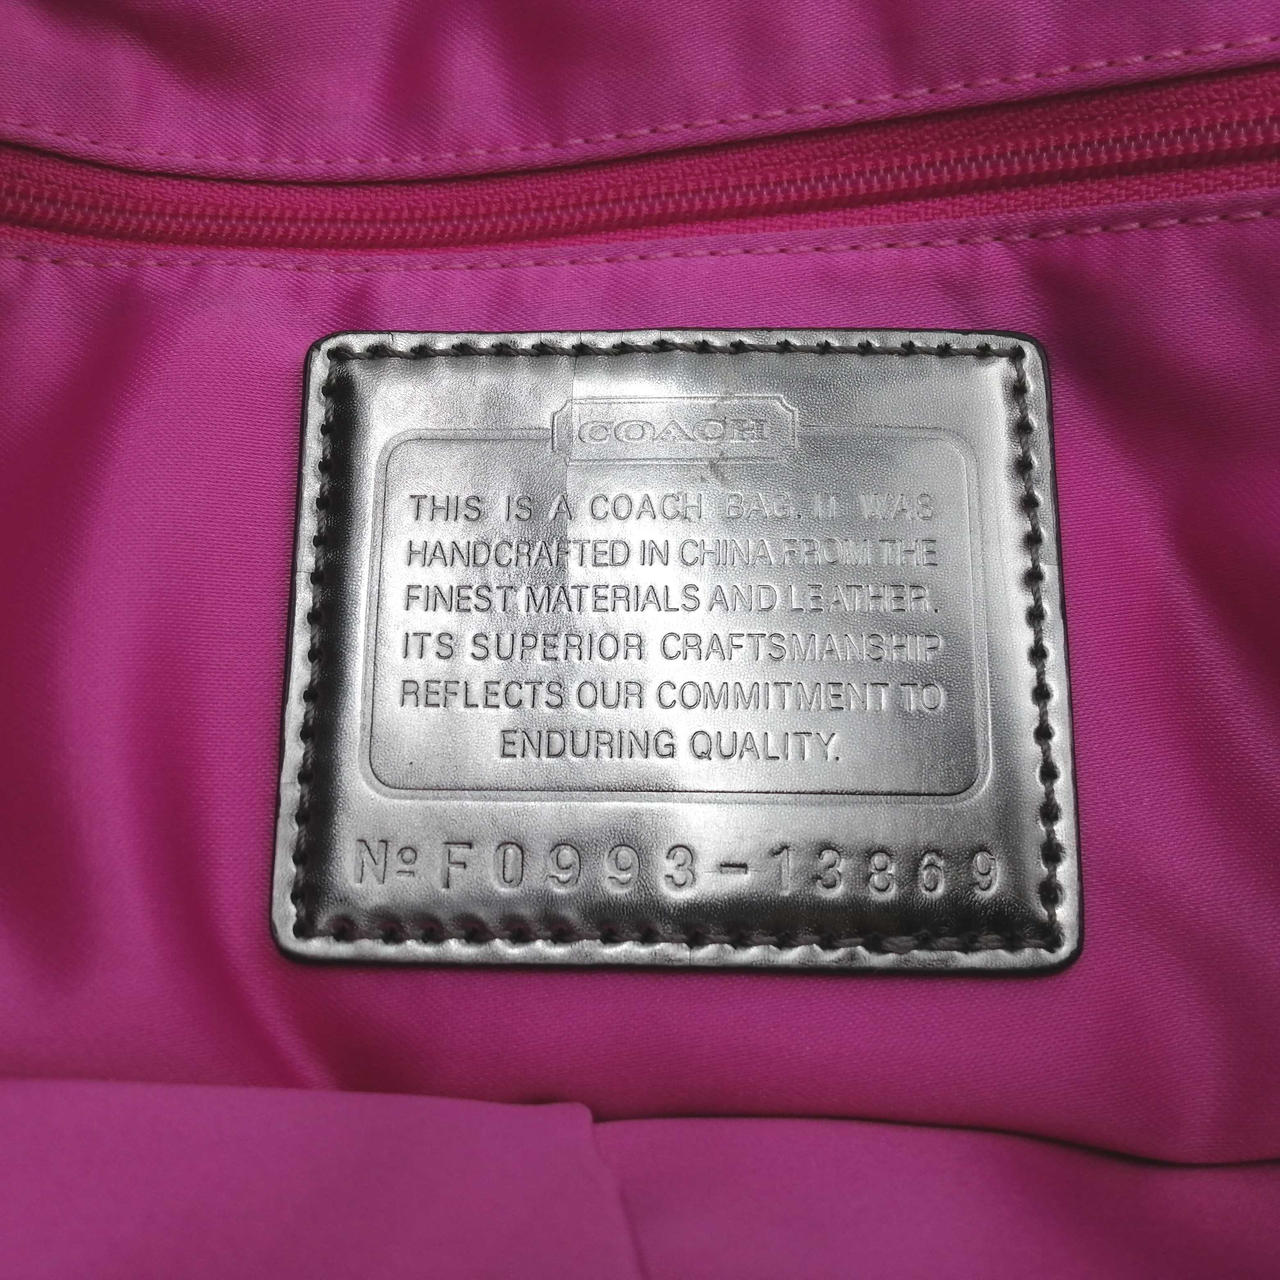 COACH
THIS IS A COACH BAG. IT WAS
HANDCRAFTED IN CHINA FROM THE
FINEST MATERIALS AND LEATHER.
ITS SUPERIOR CRAFTSMANSHIP
REFLECTS OUR COMMITMENT TO
ENDURING QUALITY.
Nº F0993-13869